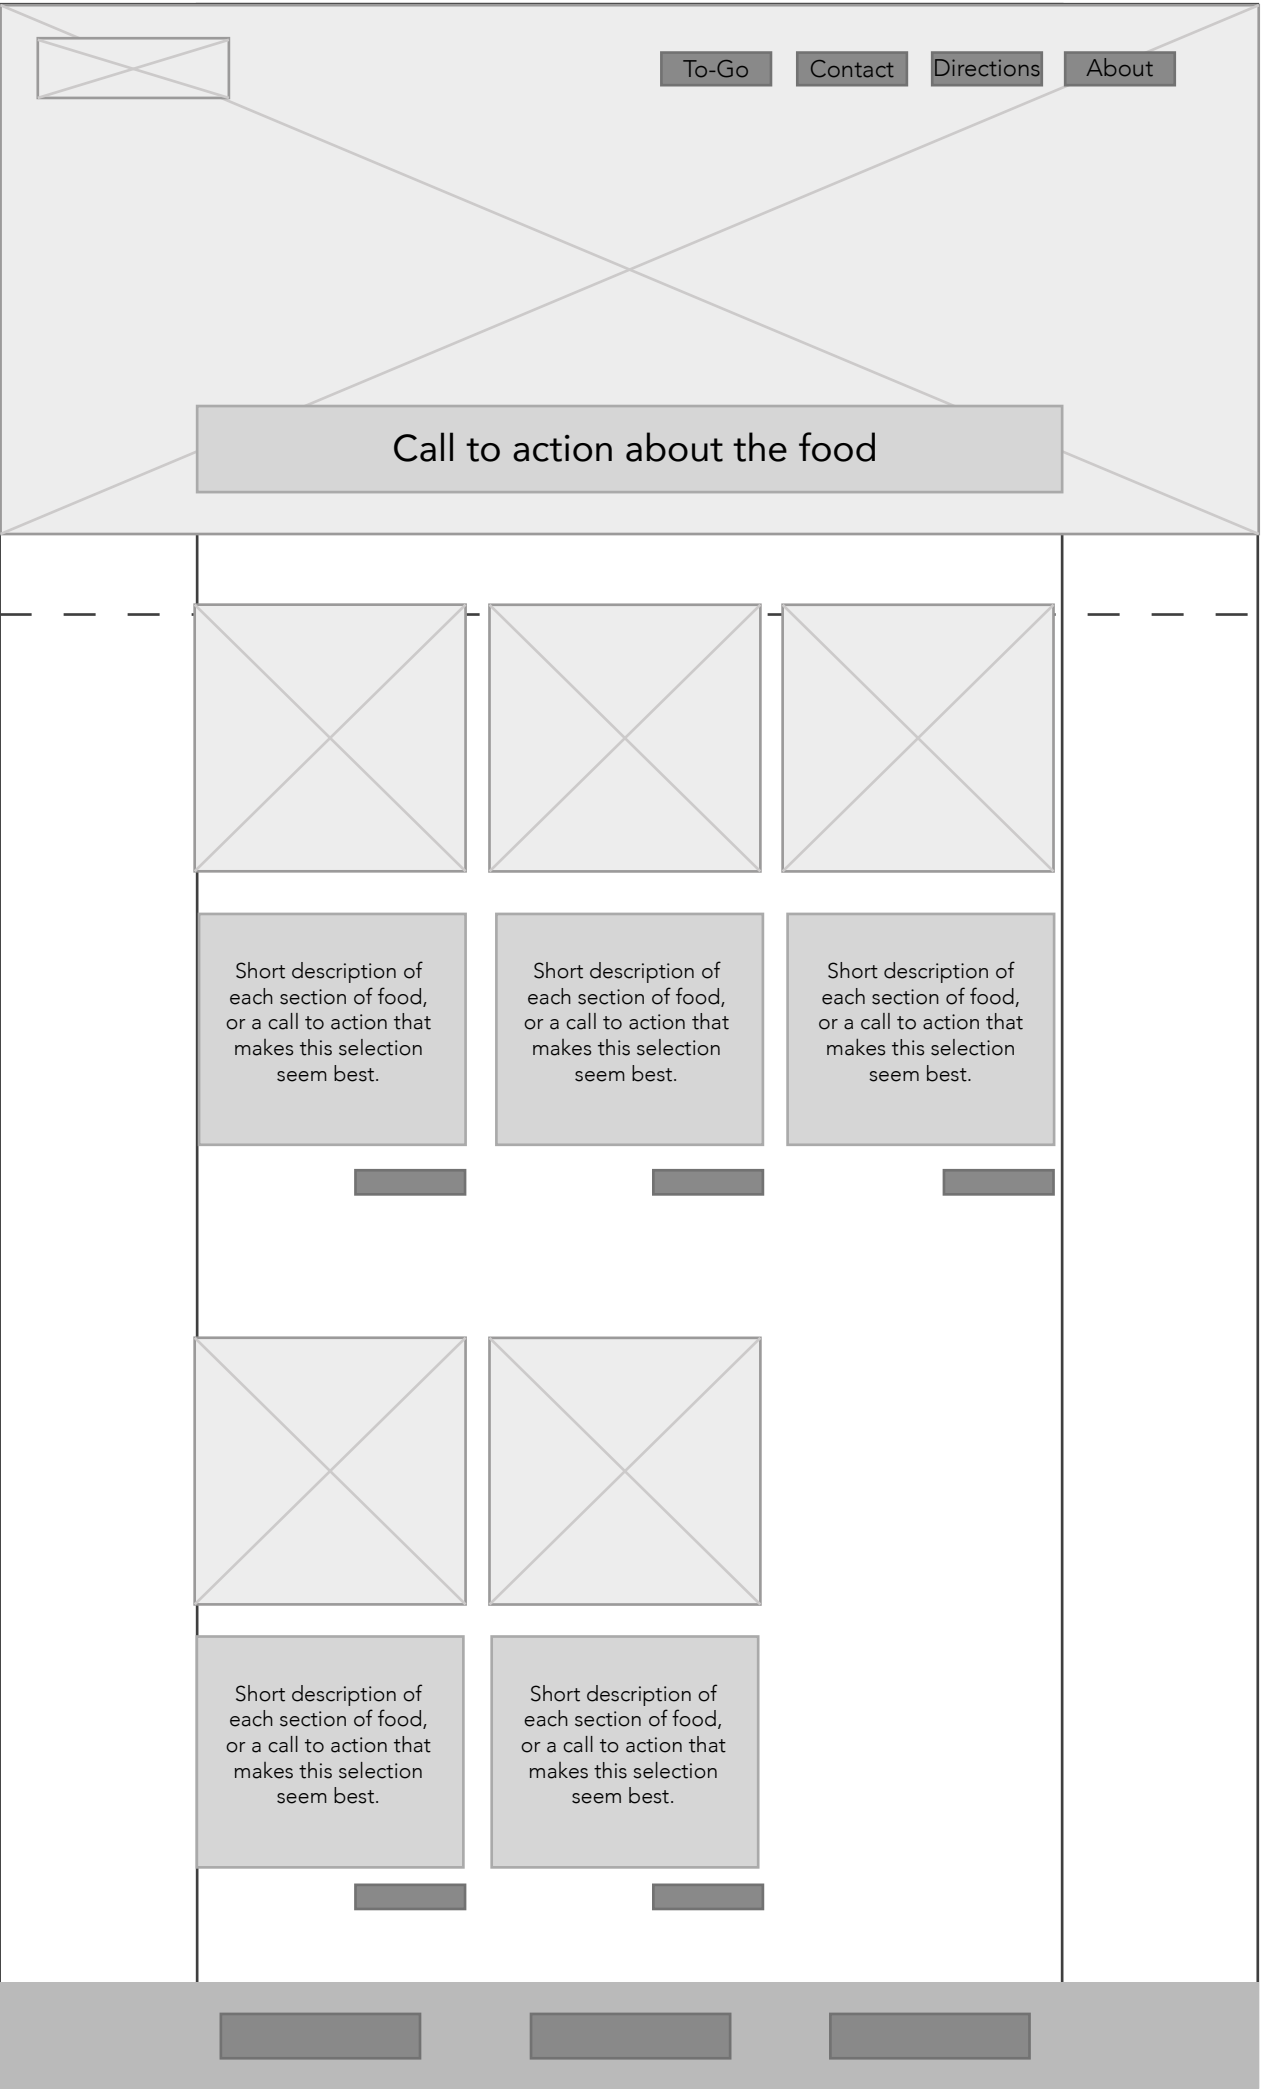 To-Go
Contact
Directions
About
Call to action about the food
Short description of
each section of food,
or a call to action that
makes this selection
seem best.
Short description of
each section of food,
or a call to action that
makes this selection
seem best.
Short description of
each section of food,
or a call to action that
makes this selection
seem best.
Short description of
each section of food,
or a call to action that
makes this selection
seem best.
Short description of
each section of food,
or a call to action that
makes this selection
seem best.